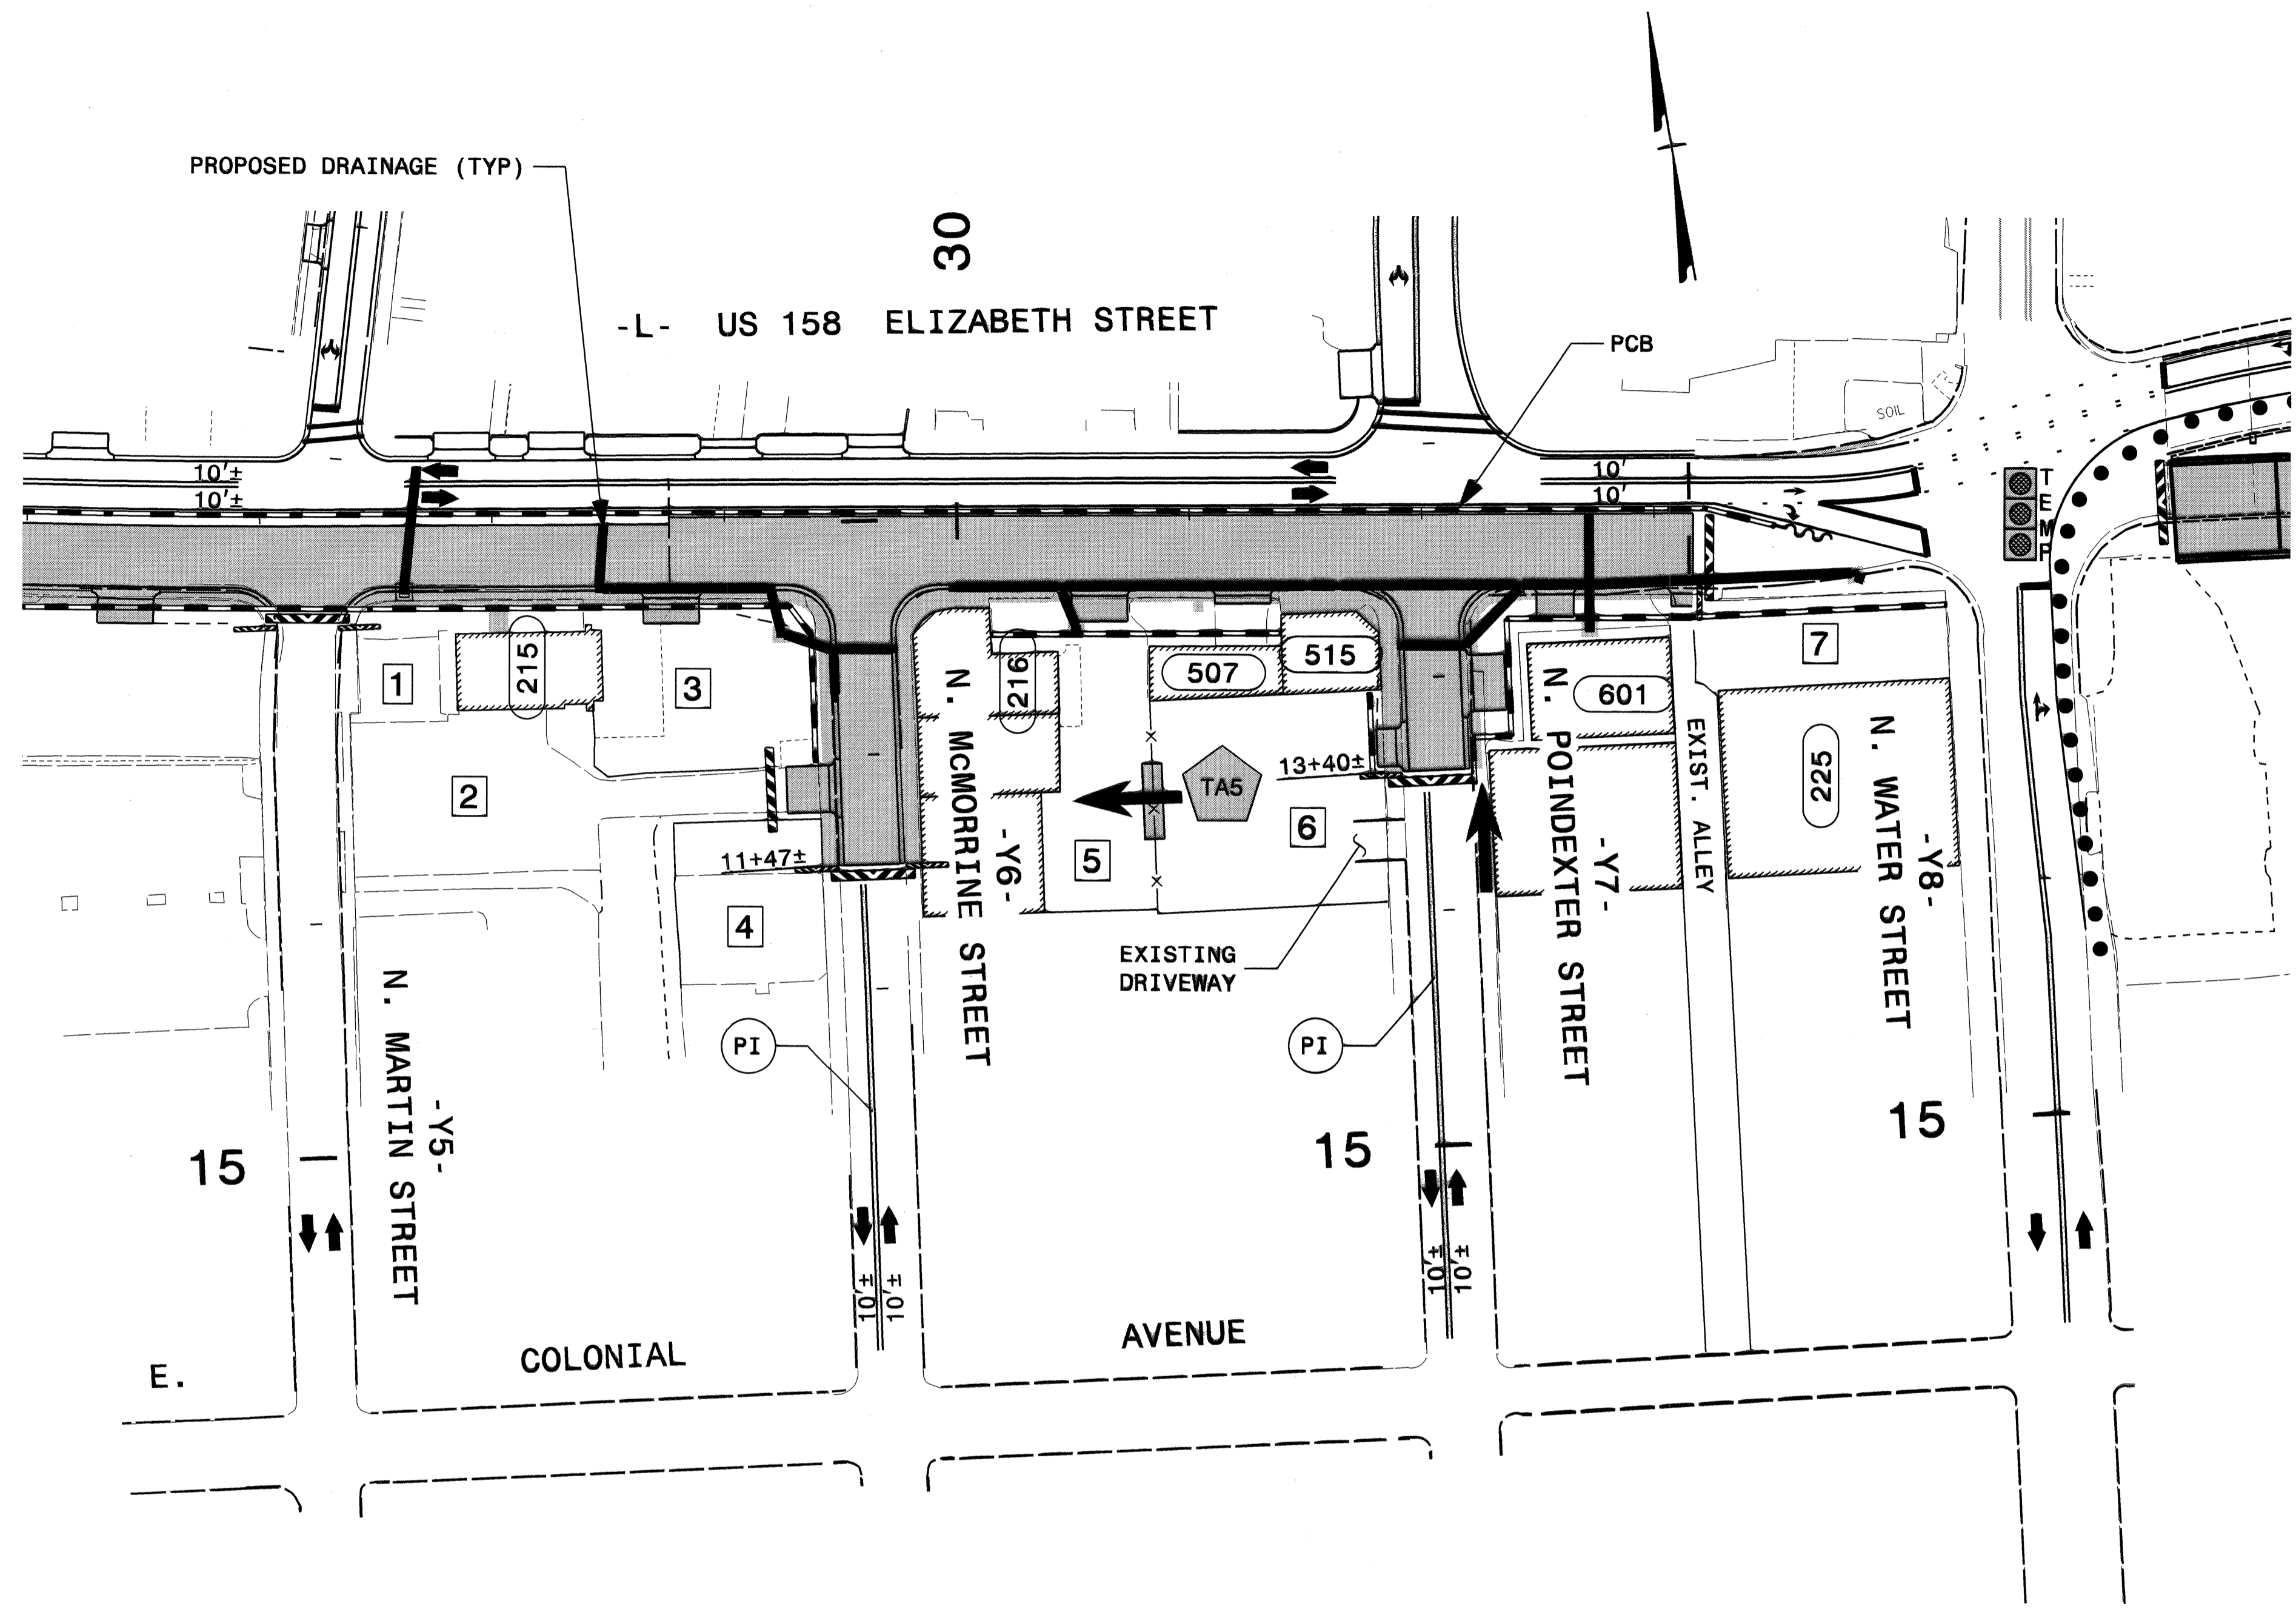 PROPOSED DRAINAGE (TYP)
30
-L- US 158 ELIZABETH STREET
PCB
SOIL
10'±
10'±
10'
10'
TEMP
1
215
3
216
507
515
601
7
2
11+47±
4
N. McMORRINE STREET
-Y6-
5
TA5
13+40±
6
N. POINDEXTER STREET
-Y7-
EXIST. ALLEY
225
N. WATER STREET
-Y8-
EXISTING
DRIVEWAY
PI
PI
N. MARTIN STREET
-Y5-
15
15
15
10'±
10'±
10'±
10'±
E. COLONIAL AVENUE